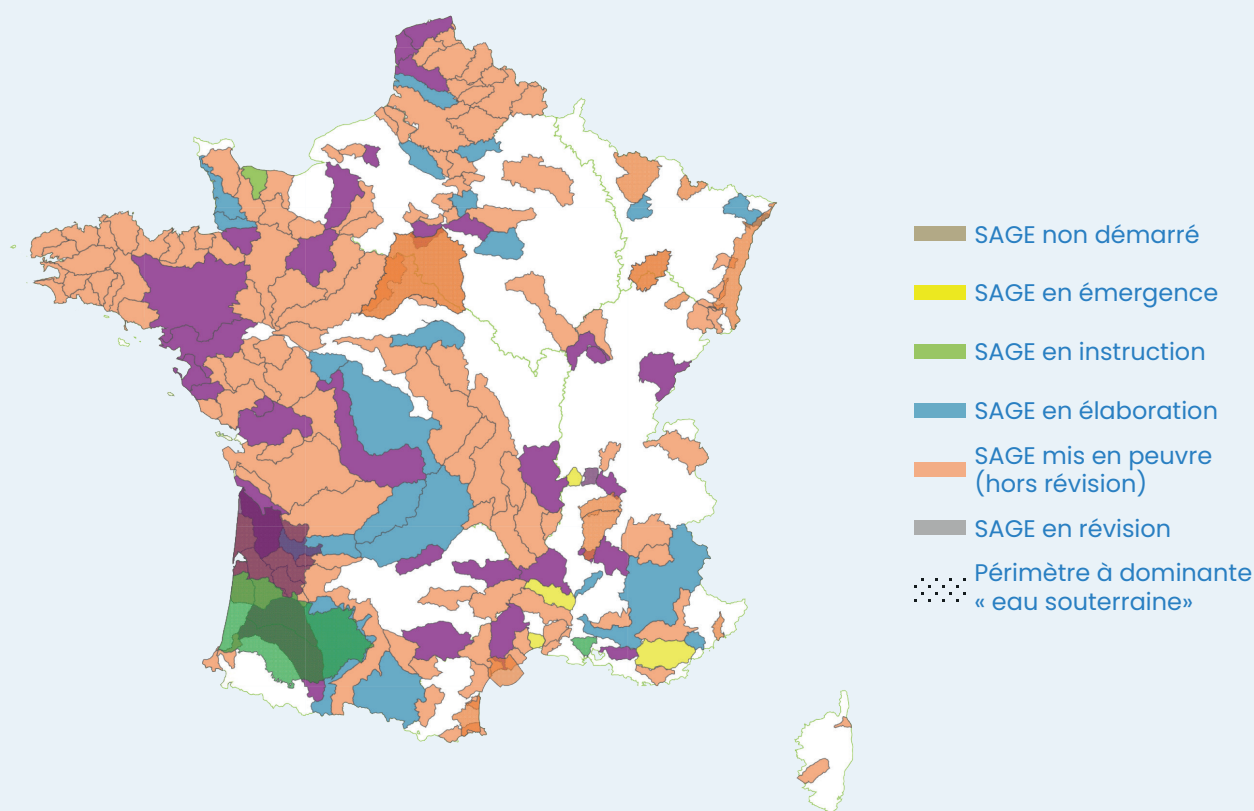 SAGE non démarré
SAGE en émergence
SAGE en instruction
SAGE en élaboration
SAGE mis en peuvre
(hors révision)
SAGE en révision
Périmètre à dominante
« eau souterraine»